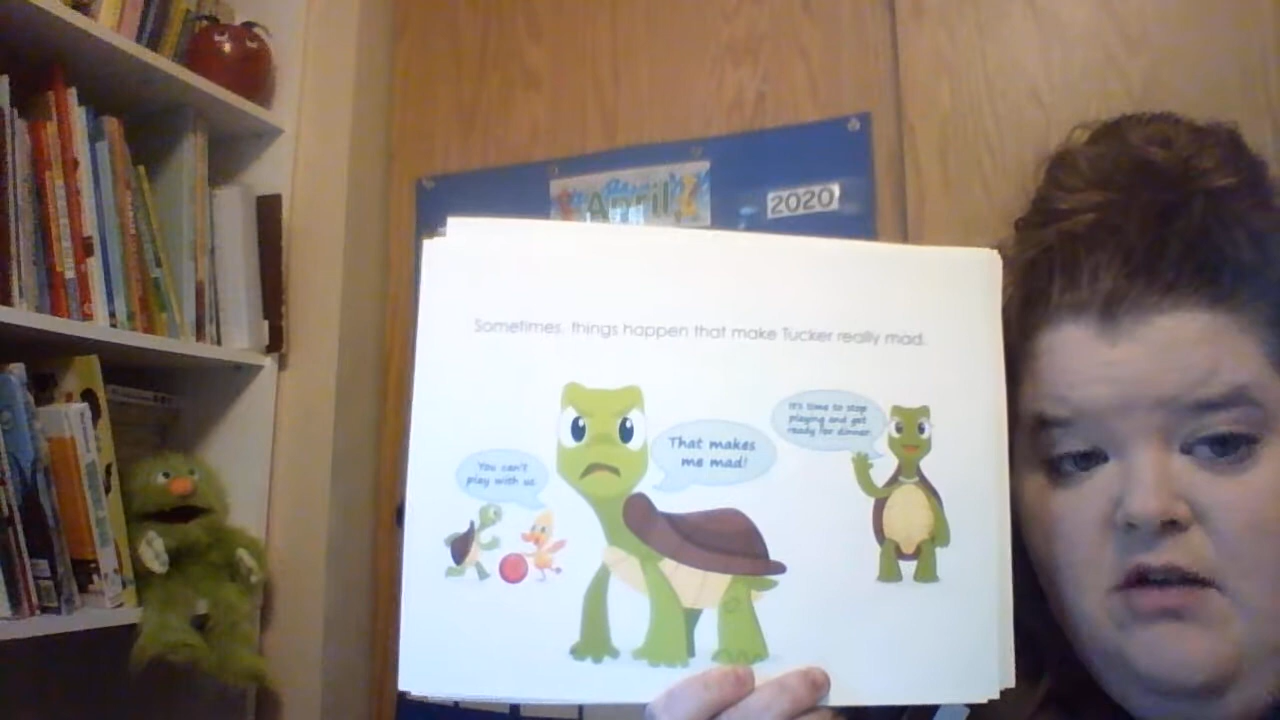 April
2020
Sometimes, things happen that make Tucker really mad.
You can't
play with us
That makes
me mad!
It's time to stop
playing and get
ready for dinner.